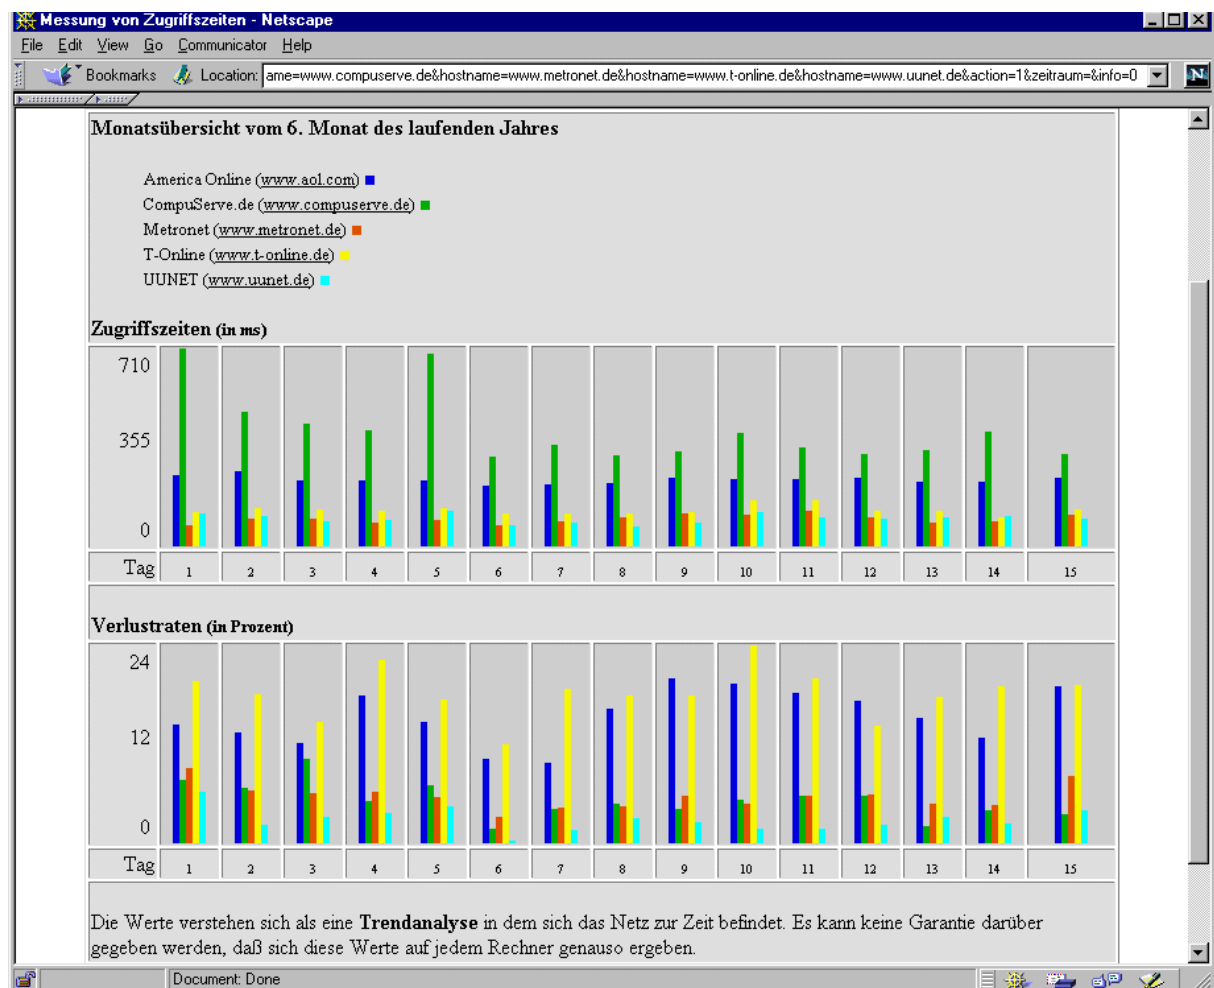 Messung von Zugriffszeiten - Netscape
File Edit View Go Communicator Help
Bookmarks Location: ame=www.compuserve.de&hostname=www.metronet.de&hostname=www.t-online.de&hostname=www.uunet.de&action=1&zeitraum=&info=0 N
Monatsübersicht vom 6. Monat des laufenden Jahres
America Online (www.aol.com)
CompuServe.de (www.compuserve.de)
Metronet (www.metronet.de)
T-Online (www.t-online.de)
UUNET (www.uunet.de)
Zugriffszeiten (in ms)
710
355
0
Tag 1 2 3 4 5 6 7 8 9 10 11 12 13 14 15
Verlustraten (in Prozent)
24
12
0
Tag 1 2 3 4 5 6 7 8 9 10 11 12 13 14 15
Die Werte verstehen sich als eine Trendanalyse in dem sich das Netz zur Zeit befindet. Es kann keine Garantie darüber
gegeben werden, daß sich diese Werte auf jedem Rechner genauso ergeben.
Document: Done